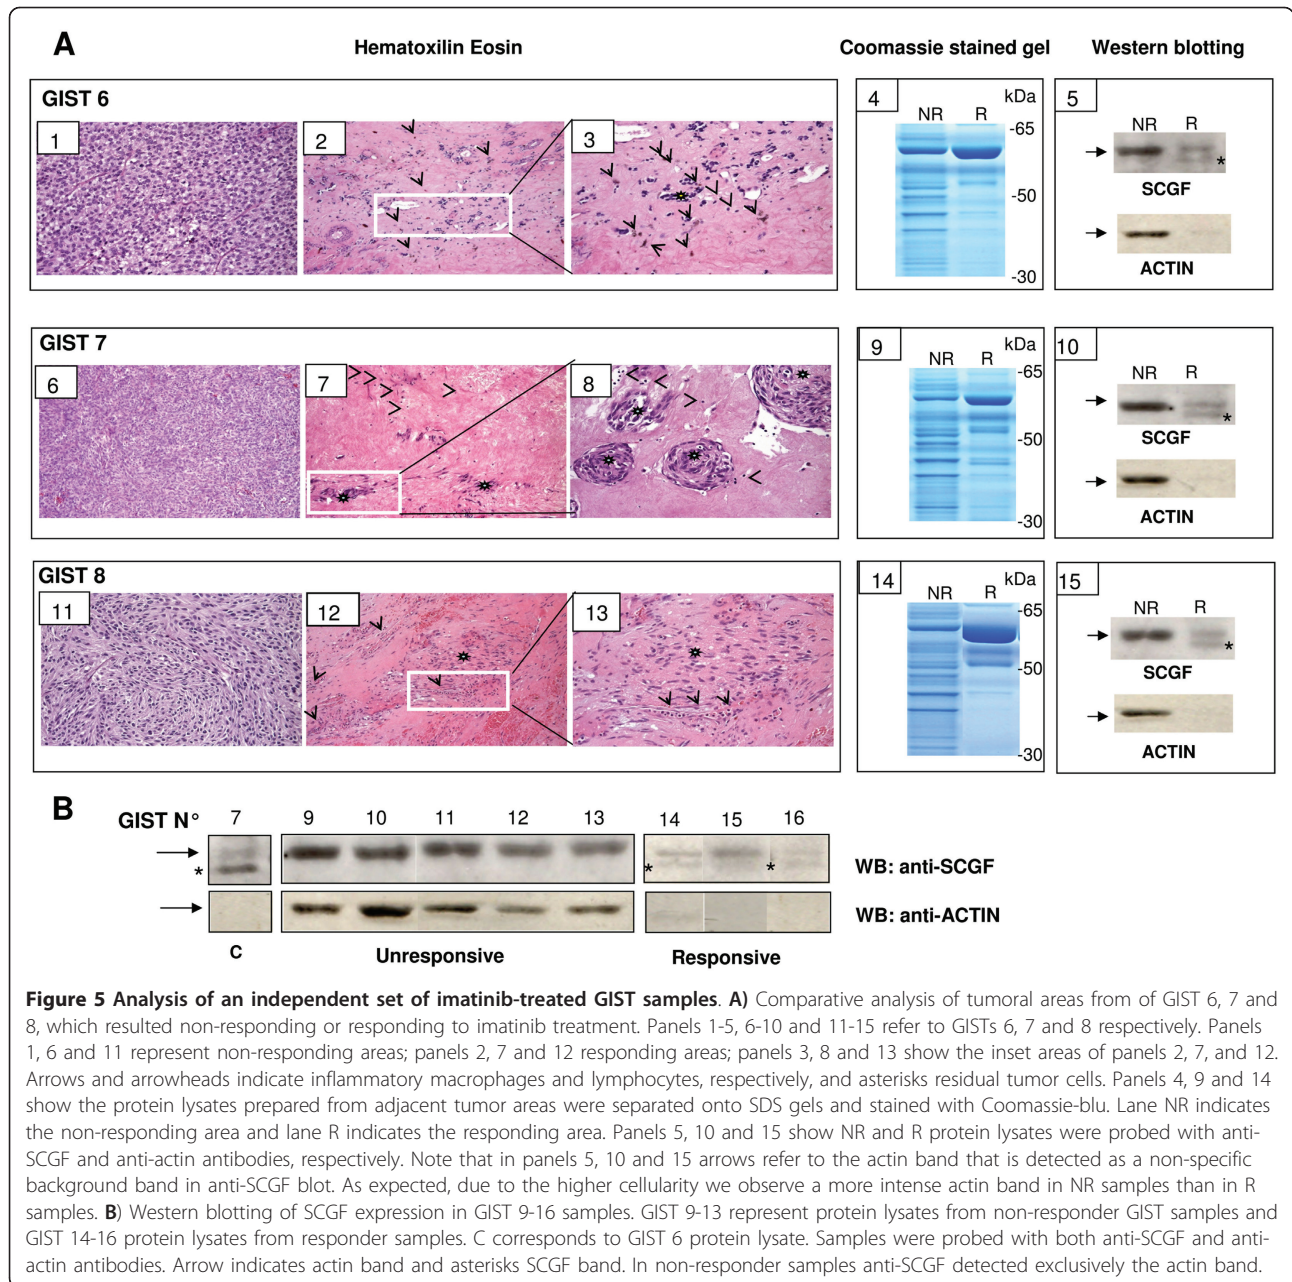 A
Hematoxilin Eosin
Coomassie stained gel
Western blotting
GIST 6
1
2
3
4
NR R
kDa
-65
-50
-30
5
NR R
*
SCGF
ACTIN
GIST 7
6
7
8
9
NR R
kDa
-65
-50
-30
10
NR R
*
SCGF
ACTIN
GIST 8
11
12
13
14
NR R
kDa
-65
-50
-30
15
NR R
*
SCGF
ACTIN
B
GIST N° 7 9 10 11 12 13 14 15 16
* * *
WB: anti-SCGF
WB: anti-ACTIN
C Unresponsive Responsive
Figure 5 Analysis of an independent set of imatinib-treated GIST samples. A) Comparative analysis of tumoral areas from of GIST 6, 7 and
8, which resulted non-responding or responding to imatinib treatment. Panels 1-5, 6-10 and 11-15 refer to GISTs 6, 7 and 8 respectively. Panels
1, 6 and 11 represent non-responding areas; panels 2, 7 and 12 responding areas; panels 3, 8 and 13 show the inset areas of panels 2, 7, and 12.
Arrows and arrowheads indicate inflammatory macrophages and lymphocytes, respectively, and asterisks residual tumor cells. Panels 4, 9 and 14
show the protein lysates prepared from adjacent tumor areas were separated onto SDS gels and stained with Coomassie-blu. Lane NR indicates
the non-responding area and lane R indicates the responding area. Panels 5, 10 and 15 show NR and R protein lysates were probed with anti-
SCGF and anti-actin antibodies, respectively. Note that in panels 5, 10 and 15 arrows refer to the actin band that is detected as a non-specific
background band in anti-SCGF blot. As expected, due to the higher cellularity we observe a more intense actin band in NR samples than in R
samples. B) Western blotting of SCGF expression in GIST 9-16 samples. GIST 9-13 represent protein lysates from non-responder GIST samples and
GIST 14-16 protein lysates from responder samples. C corresponds to GIST 6 protein lysate. Samples were probed with both anti-SCGF and anti-
actin antibodies. Arrow indicates actin band and asterisks SCGF band. In non-responder samples anti-SCGF detected exclusively the actin band.